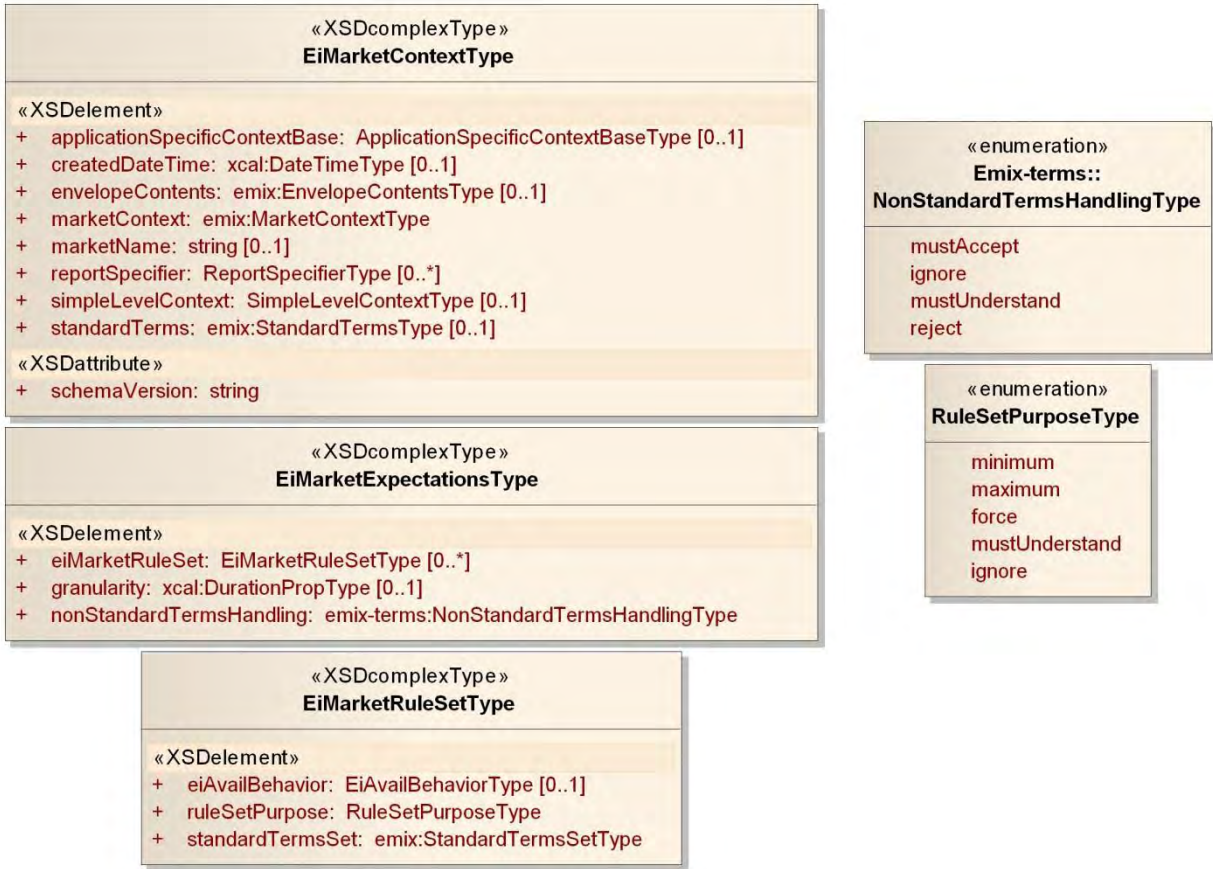 «XSDcomplexType»
EiMarketContextType
«XSDelement»
+ applicationSpecificContextBase: ApplicationSpecificContextBaseType [0..1]
+ createdDateTime: xcal:DateTimeType [0..1]
+ envelopeContents: emix:EnvelopeContentsType [0..1]
+ marketContext: emix:MarketContextType
+ marketName: string [0..1]
+ reportSpecifier: ReportSpecifierType [0..*]
+ simpleLevelContext: SimpleLevelContextType [0..1]
+ standardTerms: emix:StandardTermsType [0..1]
«XSDattribute»
+ schemaVersion: string
«XSDcomplexType»
EiMarketExpectationsType
«XSDelement»
+ eiMarketRuleSet: EiMarketRuleSetType [0..*]
+ granularity: xcal:DurationPropType [0..1]
+ nonStandardTermsHandling: emix-terms:NonStandardTermsHandlingType
«XSDcomplexType»
EiMarketRuleSetType
«XSDelement»
+ eiAvailBehavior: EiAvailBehaviorType [0..1]
+ ruleSetPurpose: RuleSetPurposeType
+ standardTermsSet: emix:StandardTermsSetType
«enumeration»
Emix-terms::
NonStandardTermsHandlingType
mustAccept
ignore
mustUnderstand
reject
«enumeration»
RuleSetPurposeType
minimum
maximum
force
mustUnderstand
ignore